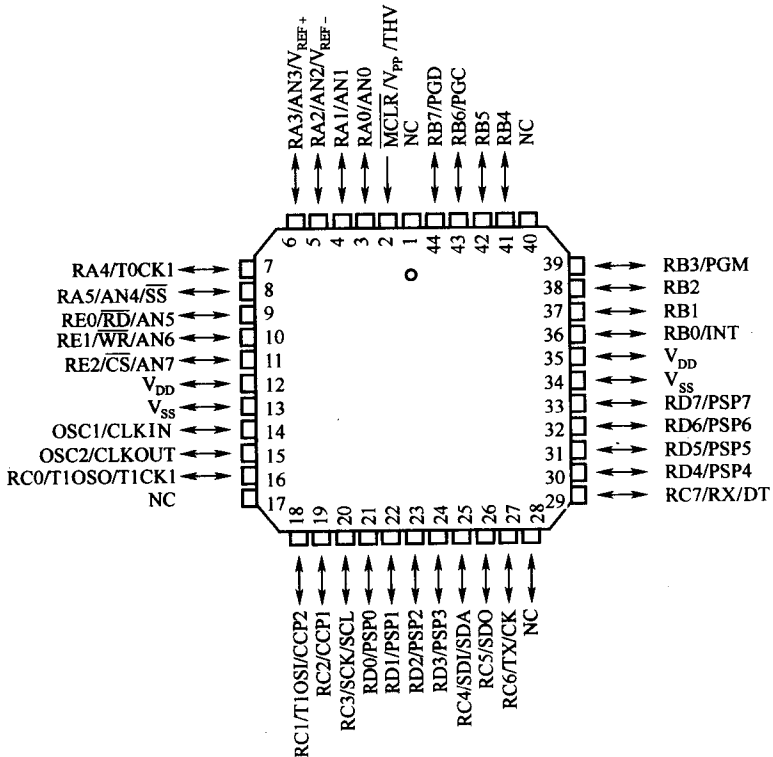 RA3/AN3/VREF+
RA2/AN2/VREF−
RA1/AN1
RA0/AN0
MCLR/VPP/THV
NC
RB7/PGD
RB6/PGC
RB5
RB4
NC
6
5
4
3
2
1
44
43
42
41
40
RA4/T0CK1
7
RA5/AN4/SS
8
RE0/RD/AN5
9
RE1/WR/AN6
10
RE2/CS/AN7
11
VDD
12
VSS
13
OSC1/CLKIN
14
OSC2/CLKOUT
15
RC0/T1OSO/T1CK1
16
NC
17
39
RB3/PGM
38
RB2
37
RB1
36
RB0/INT
35
VDD
34
VSS
33
RD7/PSP7
32
RD6/PSP6
31
RD5/PSP5
30
RD4/PSP4
29
RC7/RX/DT
18
19
20
21
22
23
24
25
26
27
28
RC1/T1OSI/CCP2
RC2/CCP1
RC3/SCK/SCL
RD0/PSP0
RD1/PSP1
RD2/PSP2
RD3/PSP3
RC4/SDI/SDA
RC5/SDO
RC6/TX/CK
NC